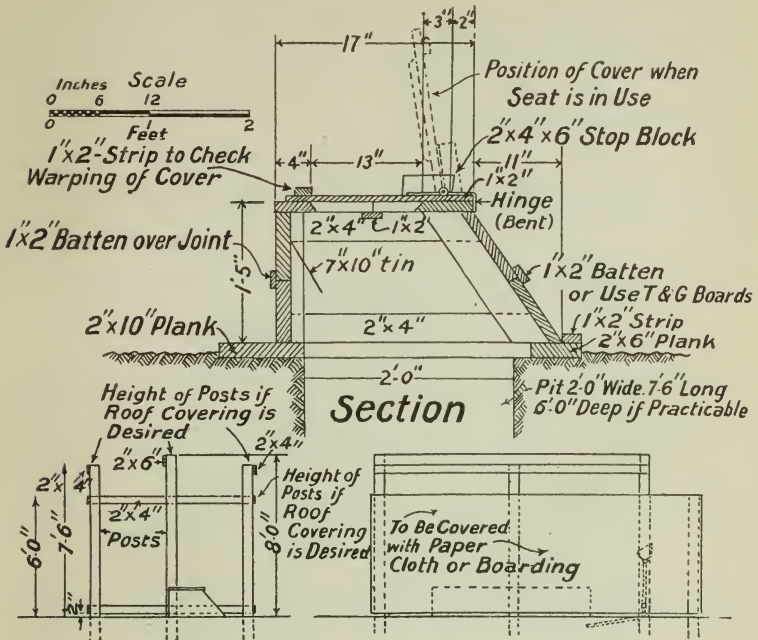 3" 2"
17"
Inches Scale
0 6 12
0 1 2
Feet
Position of Cover when
Seat is in Use
2"x4"x6" Stop Block
1"x2"-Strip to Check
Warping of Cover
4" 13" 11"
1"x2"
Hinge
(Bent)
2"x4" 1"x2"
1"x2" Batten over Joint
1'-5"
7"x10" tin
1"x2" Batten
or Use T&G Boards
1"x2" Strip
2"x10" Plank
2"x4"
2"x6" Plank
2'-0"
Section
Pit 2'-0" Wide. 7'-6" Long
6'-0" Deep if Practicable
Height of Posts if
Roof Covering is
Desired
2"x4"
2"x6"
2"x4"
Height of
Posts if
Roof
Covering
is Desired
2"x4"
Posts
6'-0"
7'-6"
8'-0"
2"
To Be Covered
with Paper
Cloth or Boarding